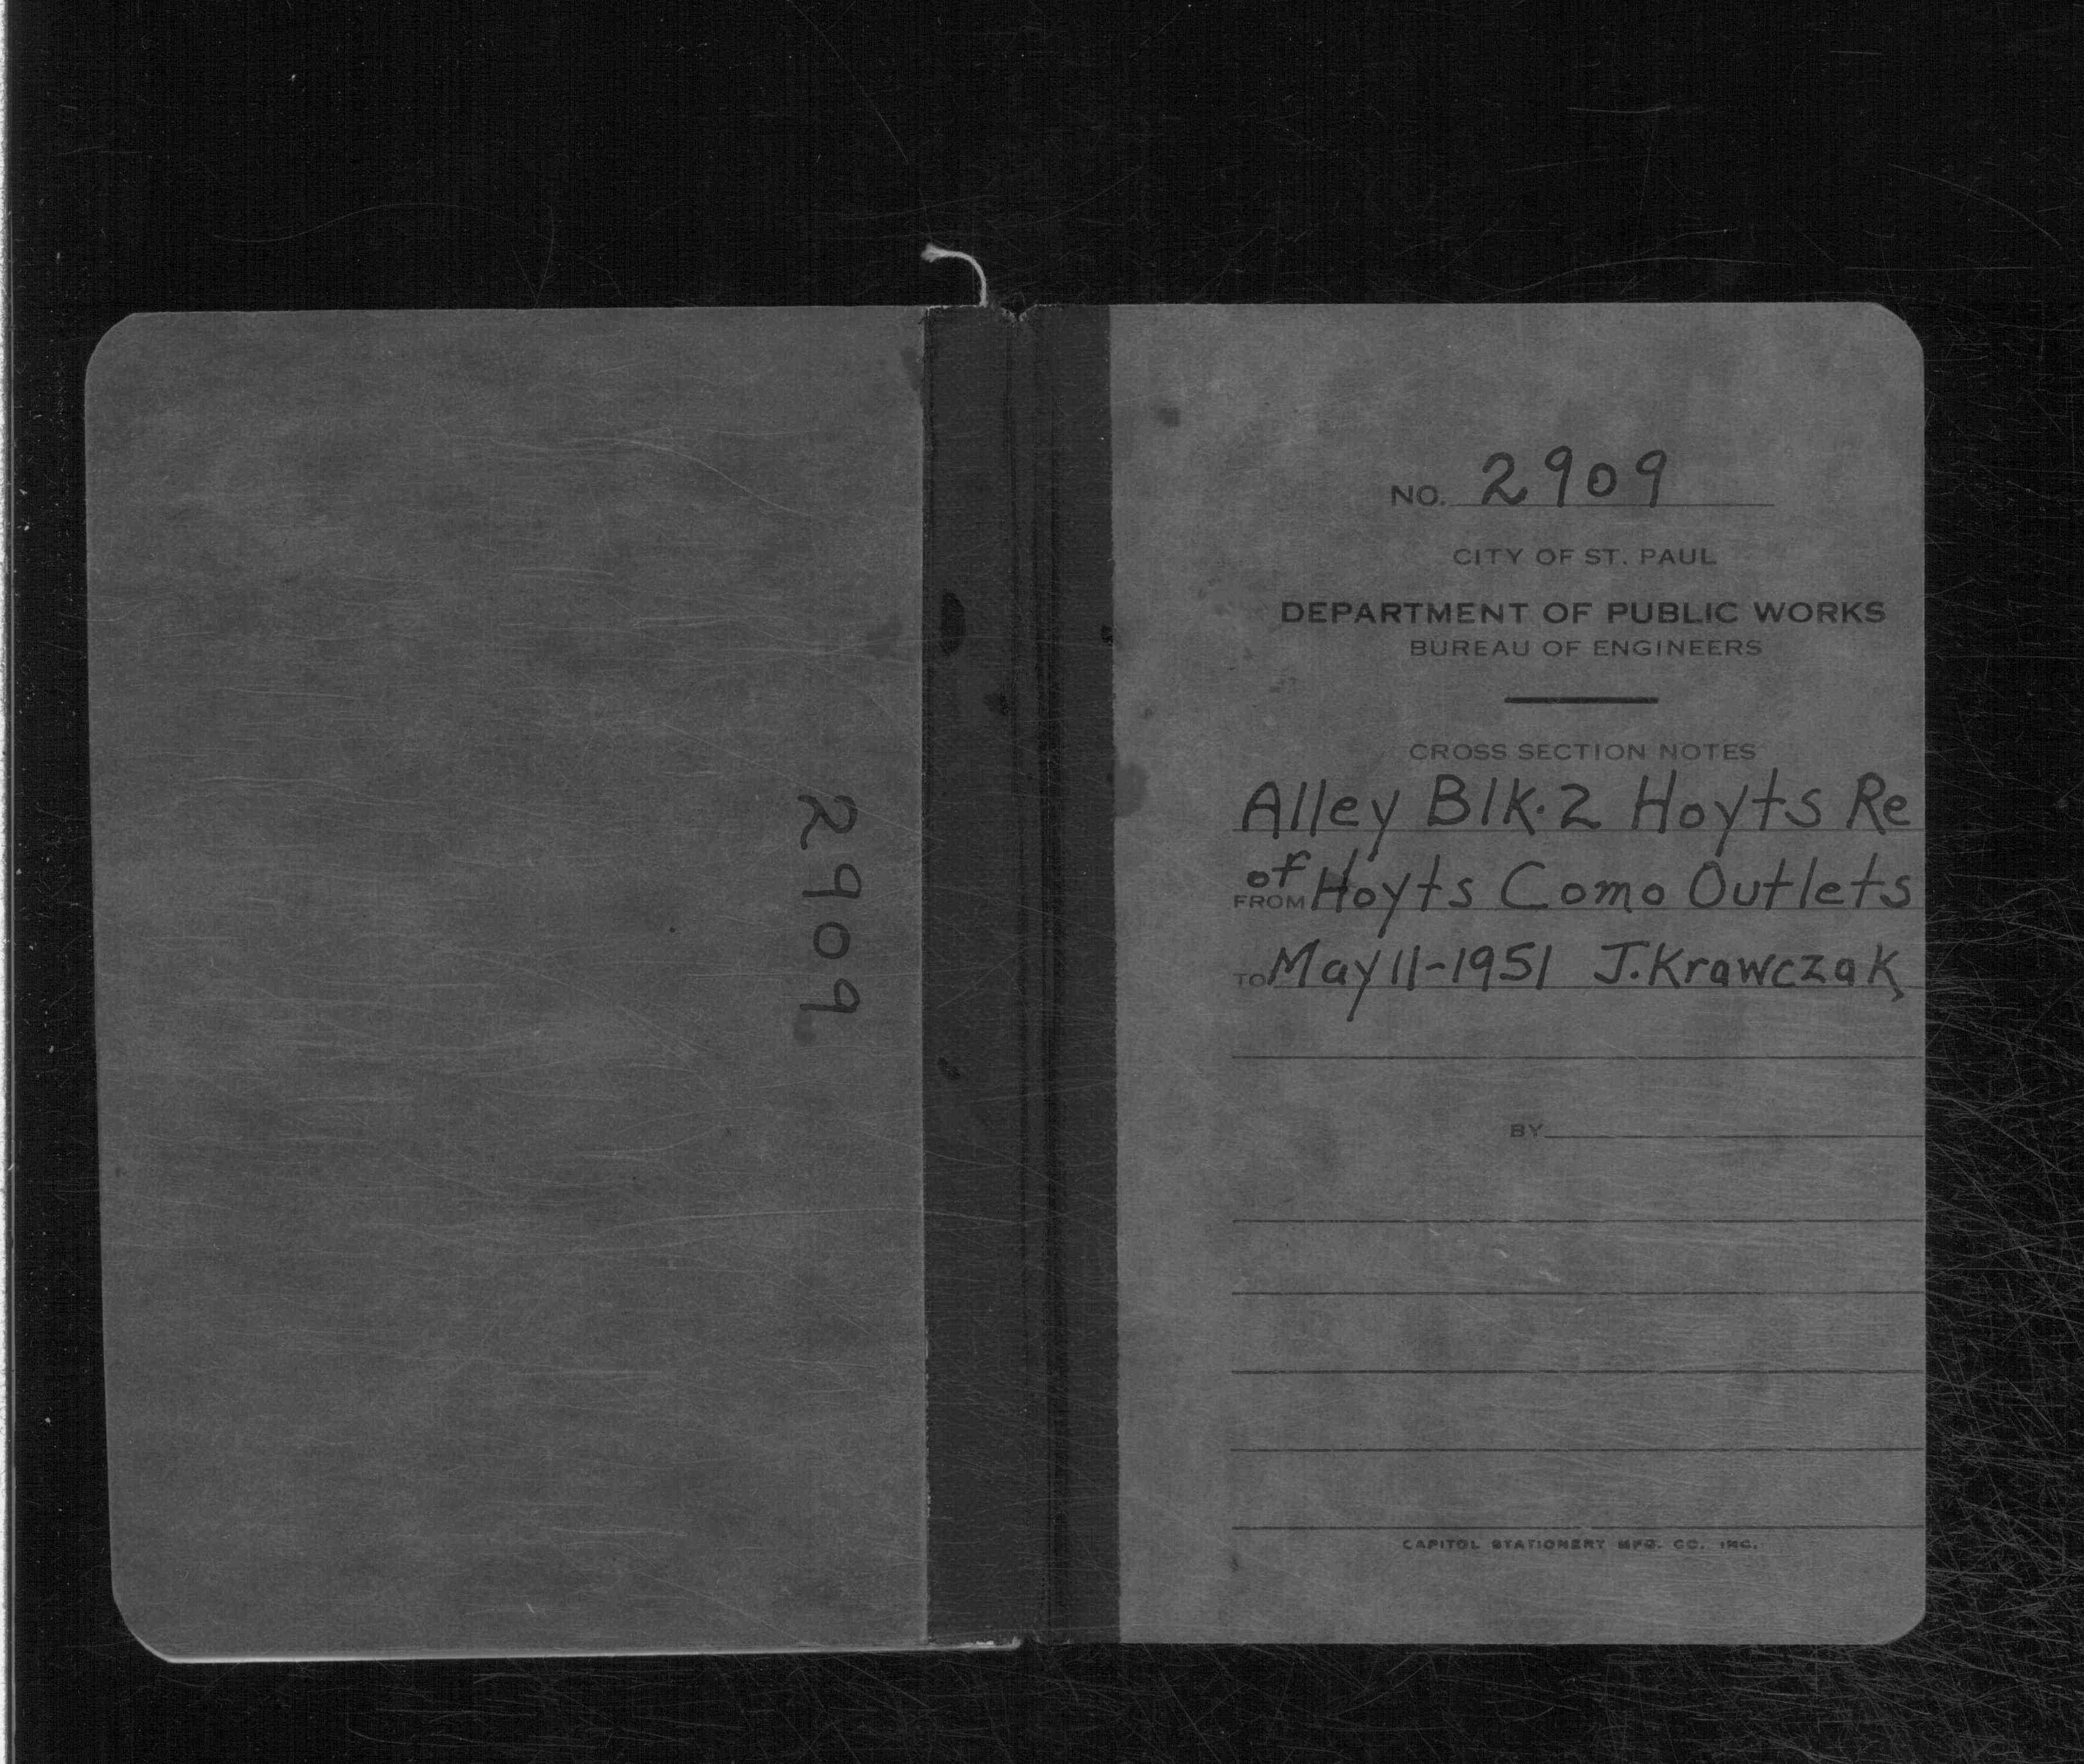 2909
NO. 2909
CITY OF ST. PAUL
DEPARTMENT OF PUBLIC WORKS
BUREAU OF ENGINEERS
CROSS SECTION NOTES
Alley Blk. 2 Hoyts Re
of FROM Hoyts Como Outlets
TO May 11-1951 J. Krawczak
BY
CAPITOL STATIONERY MFG. CO. INC.